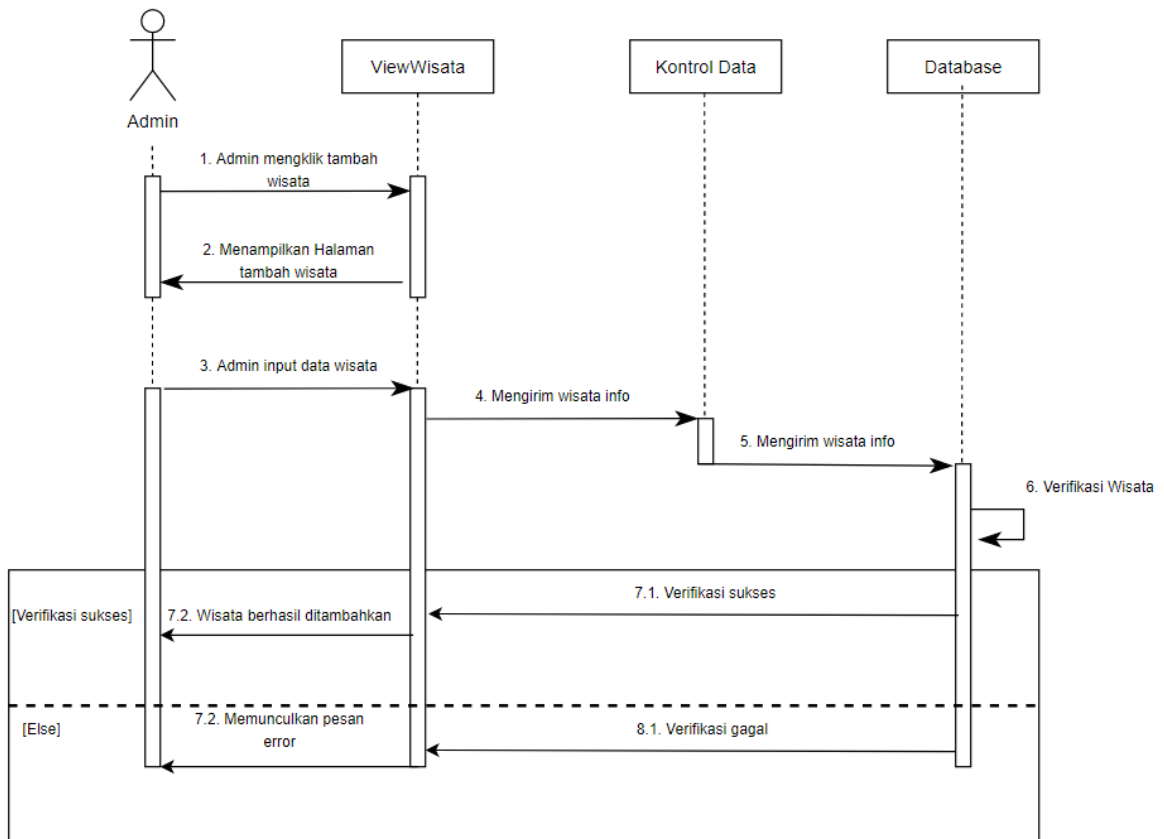 Admin
ViewWisata
Kontrol Data
Database
1. Admin mengklik tambah
wisata
2. Menampilkan Halaman
tambah wisata
3. Admin input data wisata
4. Mengirim wisata info
5. Mengirim wisata info
6. Verifikasi Wisata
[Verifikasi sukses]
7.1. Verifikasi sukses
7.2. Wisata berhasil ditambahkan
[Else]
8.1. Verifikasi gagal
7.2. Memunculkan pesan
error